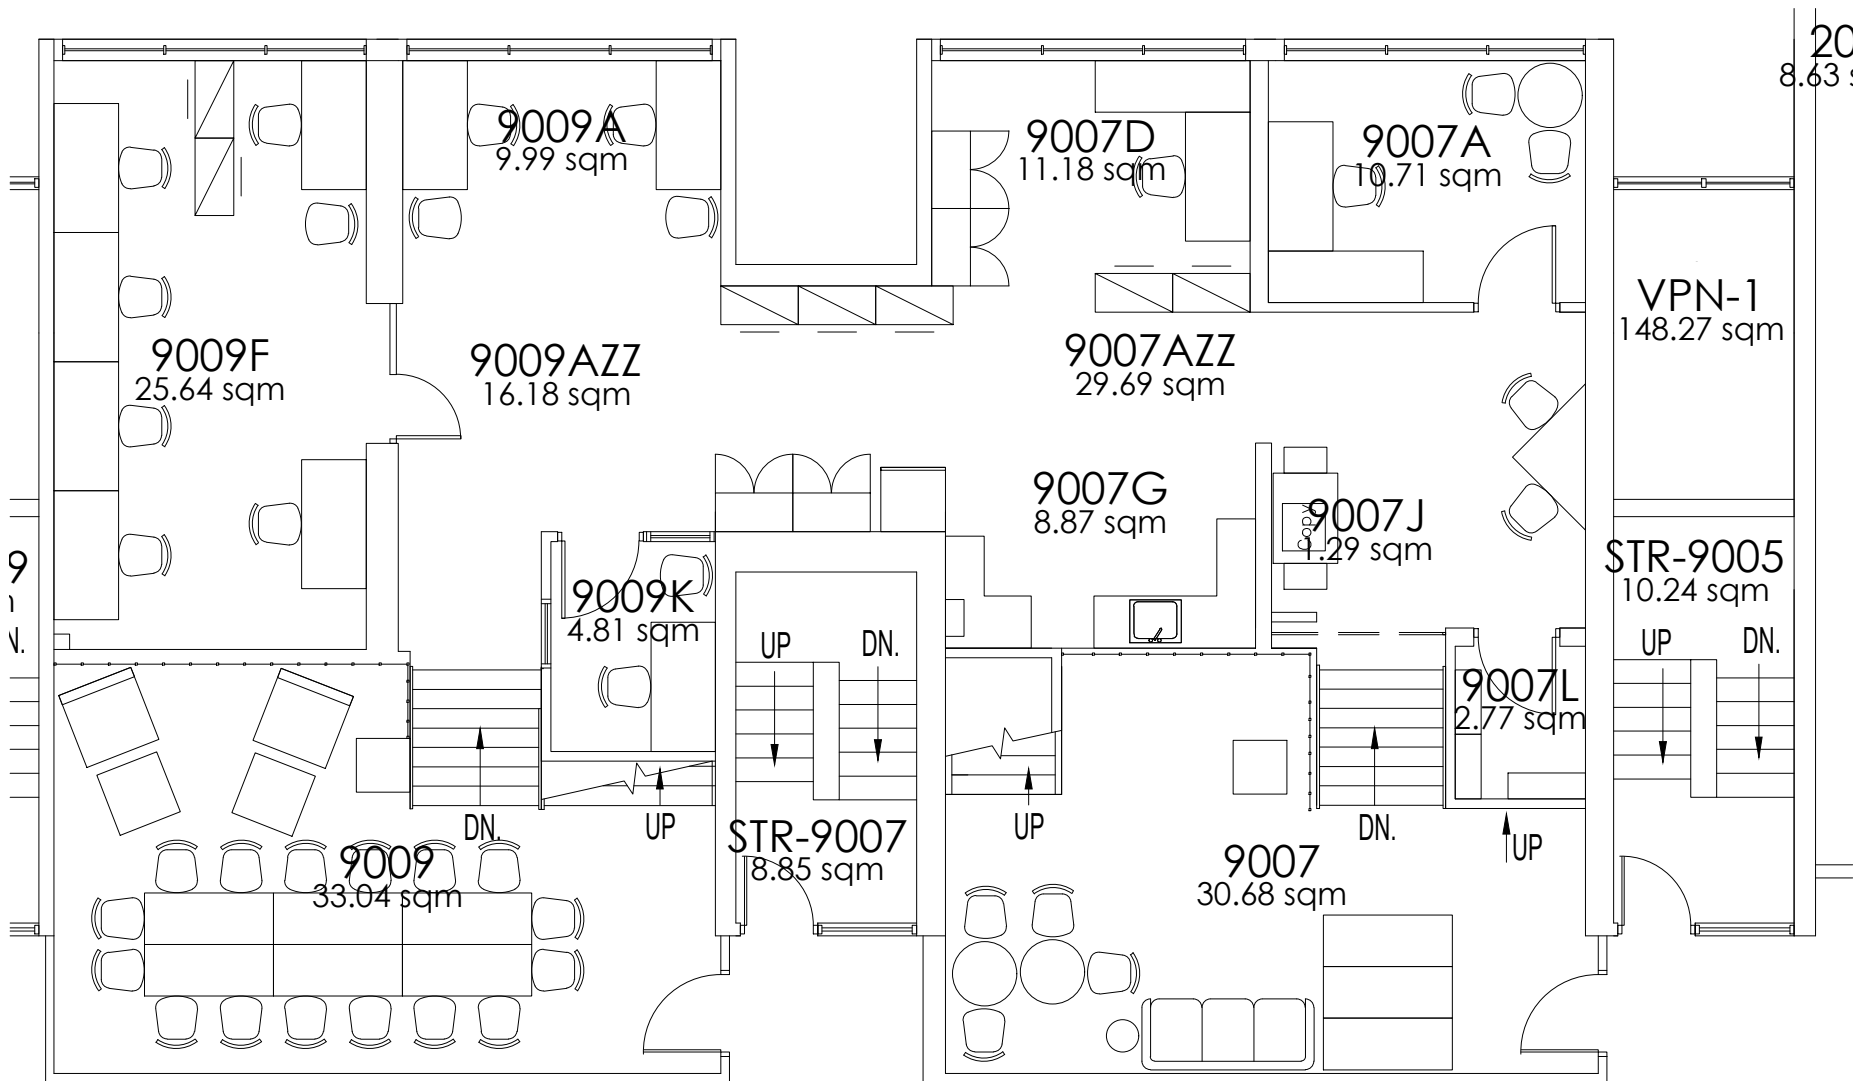 20
8.63 s
9009A
9.99 sqm
9007D
11.18 sqm
9007A
10.71 sqm
VPN-1
148.27 sqm
9009F
25.64 sqm
9009AZZ
16.18 sqm
9007AZZ
29.69 sqm
9007G
8.87 sqm
Copy
9007J
1.29 sqm
9
N.
STR-9005
10.24 sqm
9009K
4.81 sqm
UP
DN.
UP
DN.
9007L
2.77 sqm
DN.
UP
STR-9007
8.85 sqm
UP
DN.
UP
9009
33.04 sqm
9007
30.68 sqm